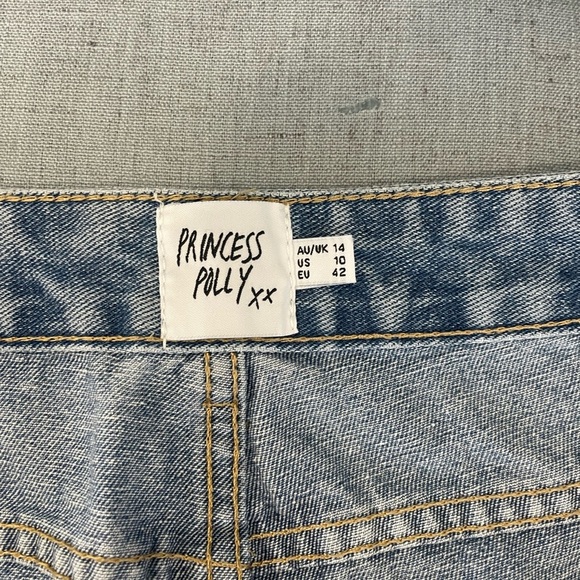 PRINCESS
POLLY xx
AU/UK 14
US 10
EU 42